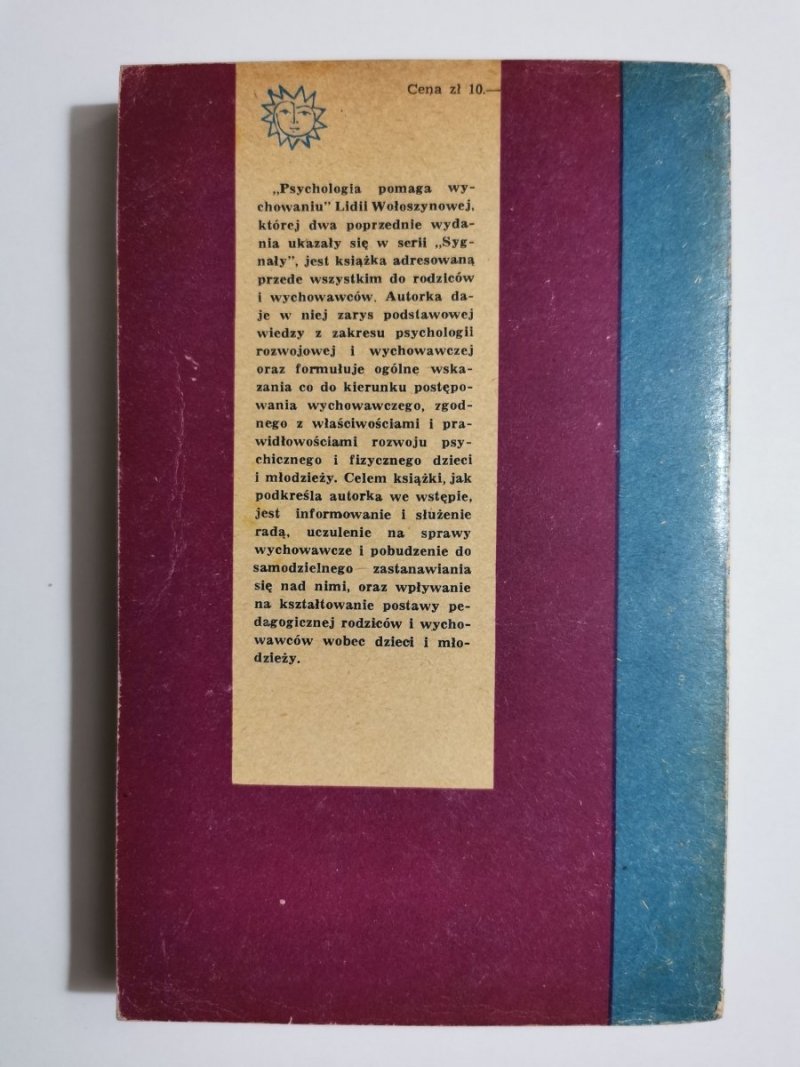 Cena zł 10.—
„Psychologia pomaga wy-
chowaniu" Lidii Wołoszynowej,
której dwa poprzednie wyda-
nia ukazały się w serii „Syg-
nały", jest książka adresowaną
przede wszystkim do rodziców
i wychowawców. Autorka da-
je w niej zarys podstawowej
wiedzy z zakresu psychologii
rozwojowej i wychowawczej
oraz formułuje ogólne wska-
zania co do kierunku postępo-
wania wychowawczego, zgod-
nego z właściwościami i pra-
widłowościami rozwoju psy-
chicznego i fizycznego dzieci
i młodzieży. Celem książki, jak
podkreśla autorka we wstępie,
jest informowanie i służenie
radą, uczulenie na sprawy
wychowawcze i pobudzenie do
samodzielnego zastanawiania
się nad nimi, oraz wpływanie
na kształtowanie postawy pe-
dagogicznej rodziców i wycho-
wawców wobec dzieci i mło-
dzieży.